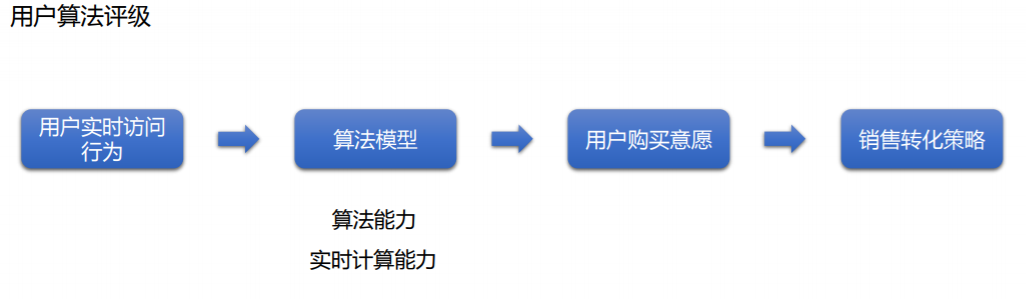 用户算法评级
用户实时访问
行为
算法模型
用户购买意愿
销售转化策略
算法能力
实时计算能力